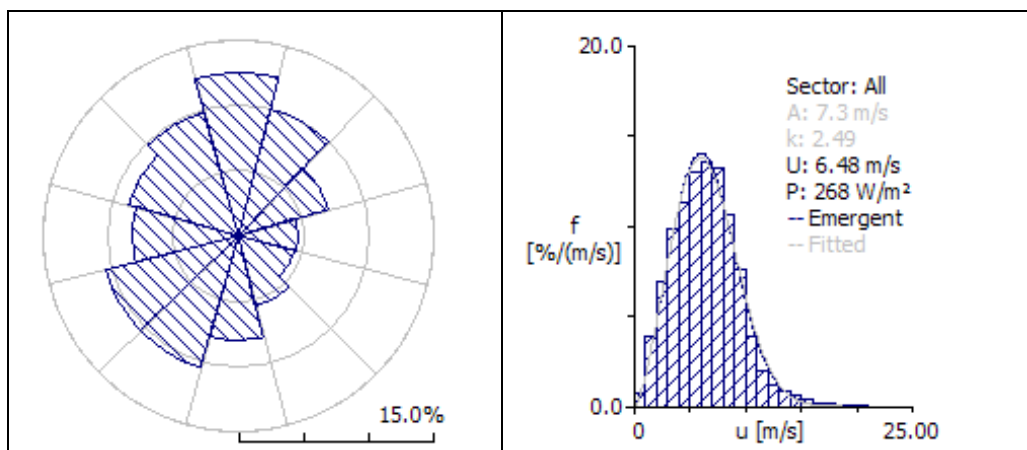 15.0%
20.0
Sector: All
A: 7.3 m/s
k: 2.49
U: 6.48 m/s
P: 268 W/m²
-- Emergent
-- Fitted
f
[%/(m/s)]
0.0
0 u [m/s] 25.00